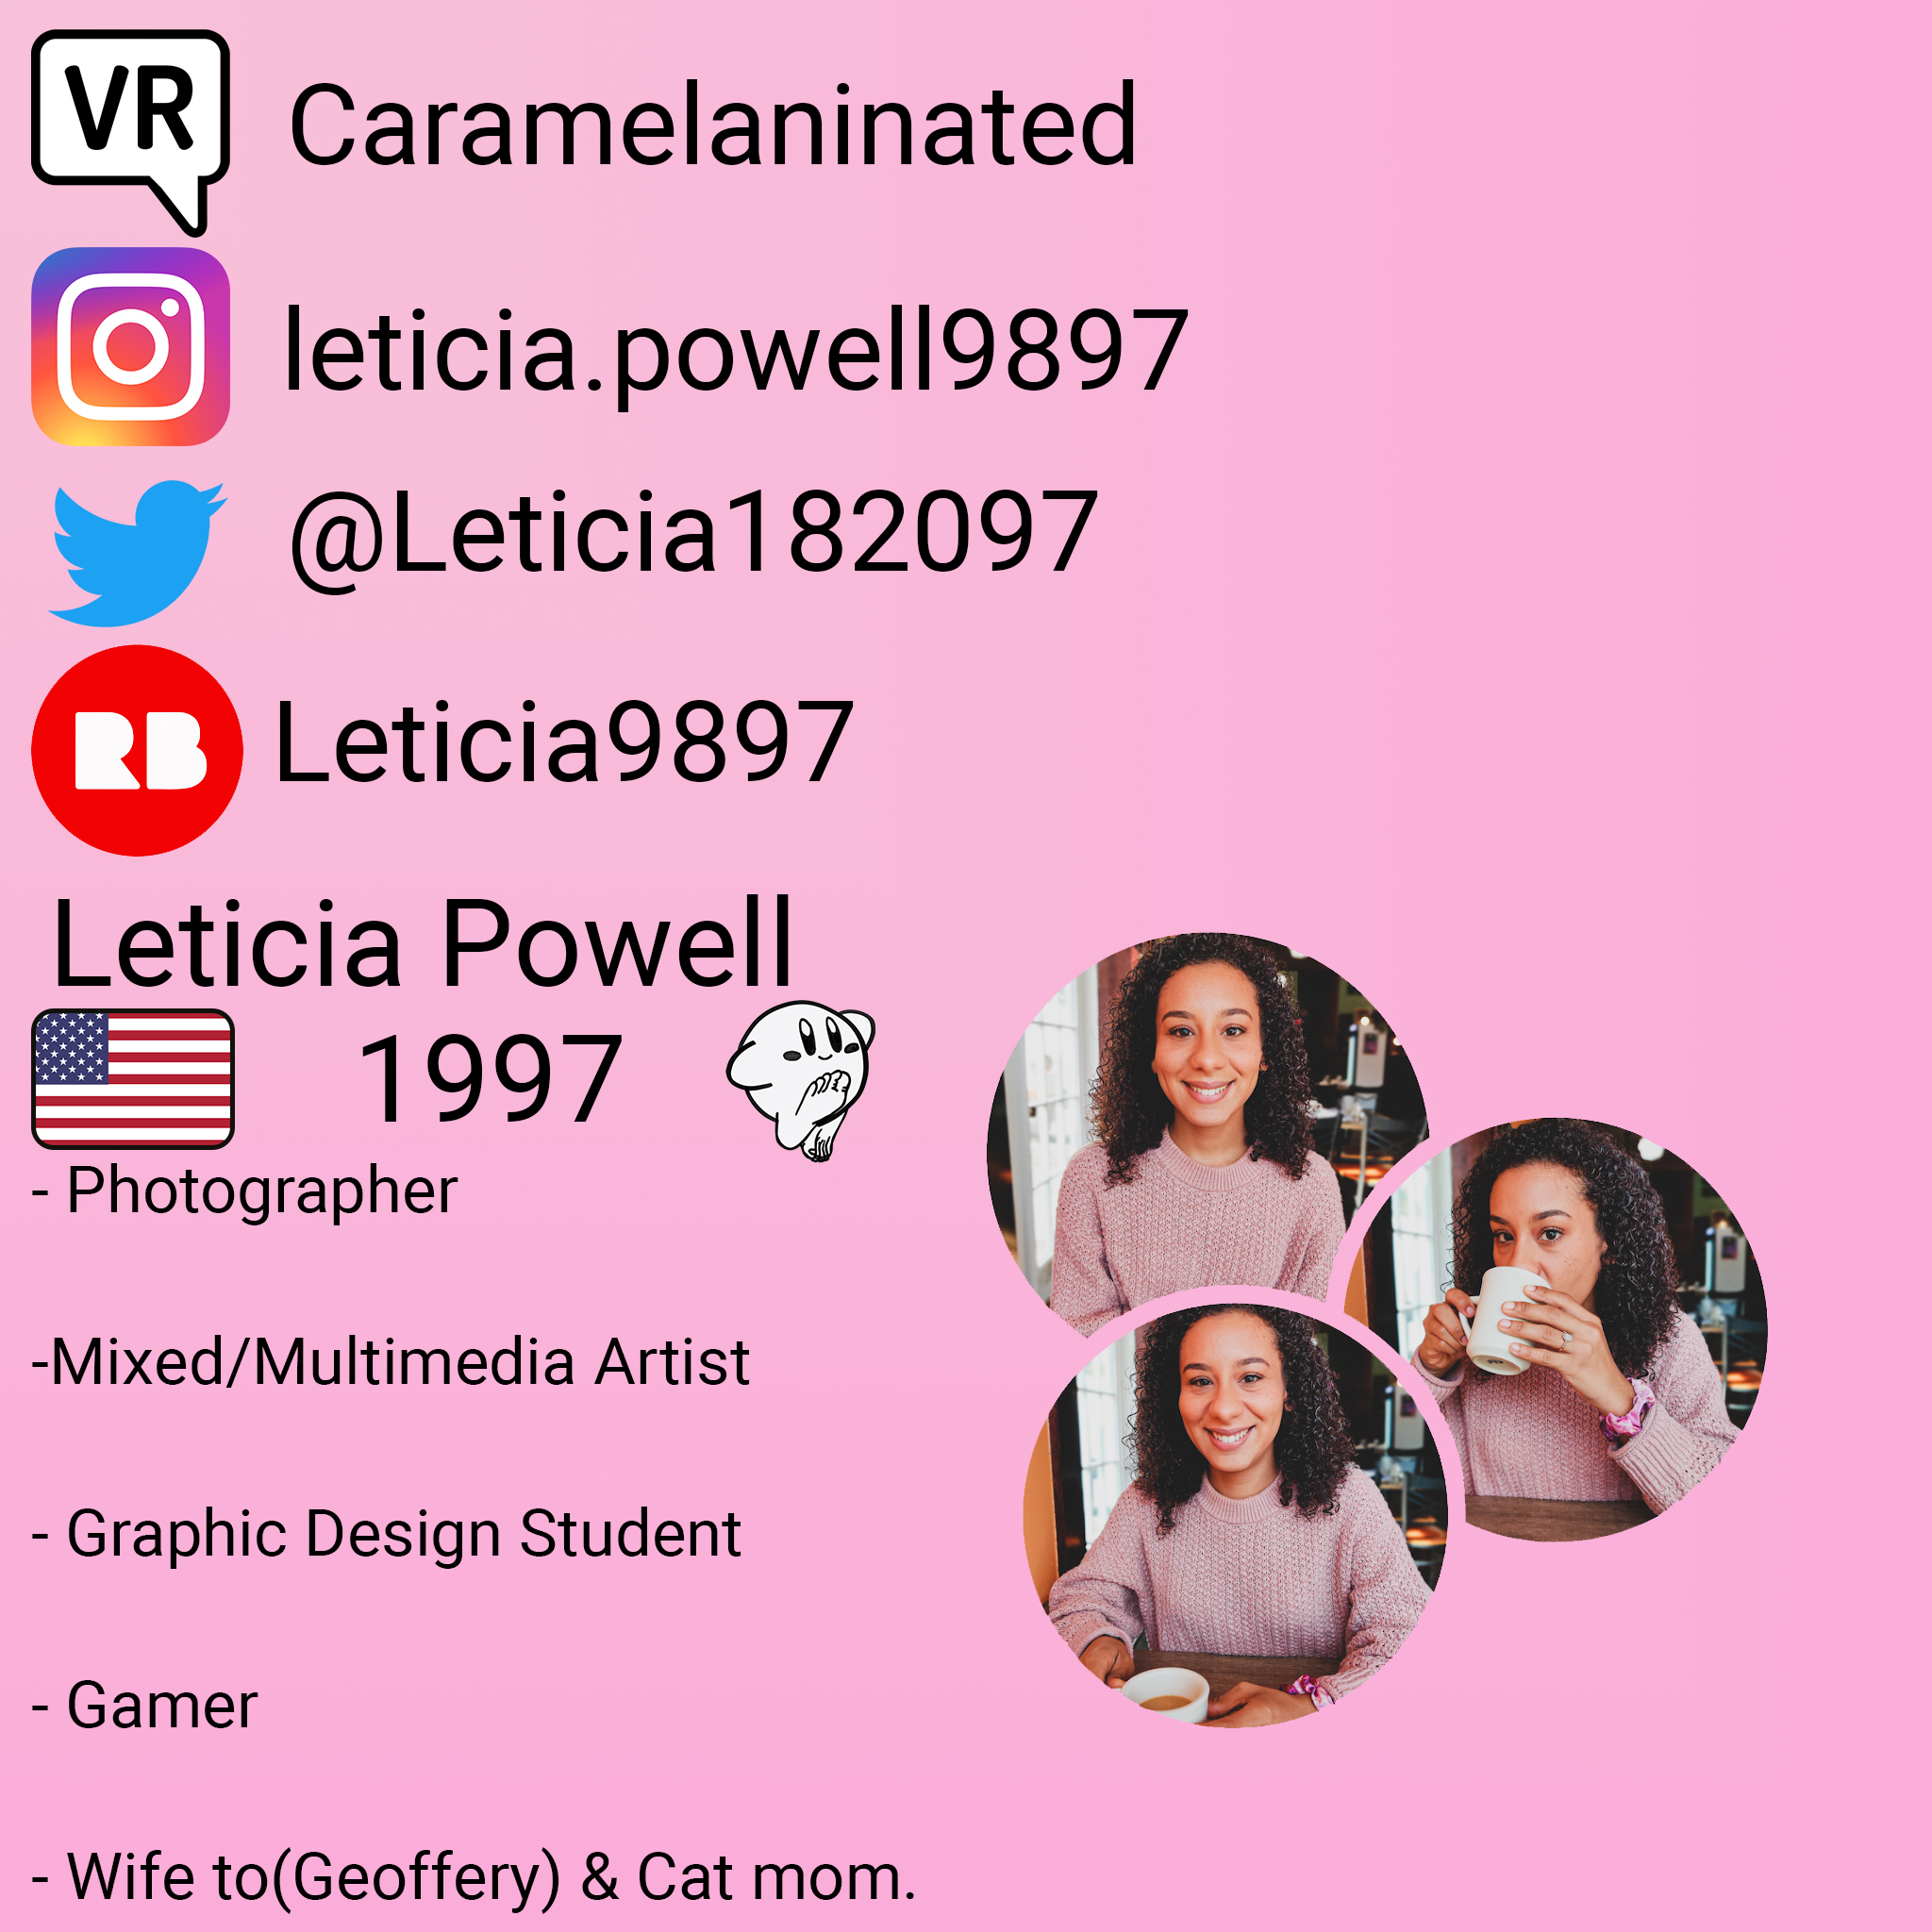 VR
Caramelaninated
leticia.powell9897
@Leticia182097
RB
Leticia9897
Leticia Powell
1997
- Photographer
-Mixed/Multimedia Artist
- Graphic Design Student
- Gamer
- Wife to(Geoffery) & Cat mom.